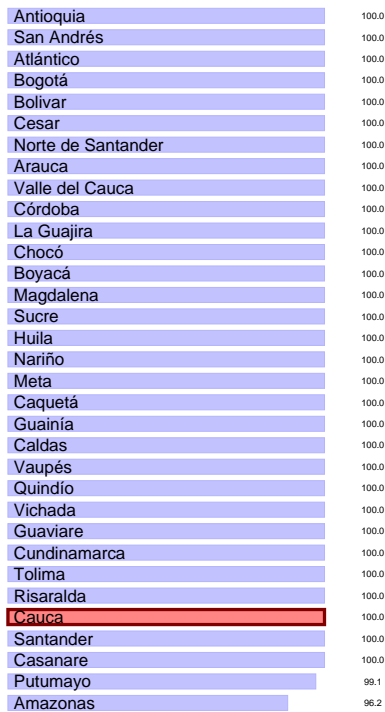 Antioquia 100.0
San Andrés 100.0
Atlántico 100.0
Bogotá 100.0
Bolivar 100.0
Cesar 100.0
Norte de Santander 100.0
Arauca 100.0
Valle del Cauca 100.0
Córdoba 100.0
La Guajira 100.0
Chocó 100.0
Boyacá 100.0
Magdalena 100.0
Sucre 100.0
Huila 100.0
Nariño 100.0
Meta 100.0
Caquetá 100.0
Guainía 100.0
Caldas 100.0
Vaupés 100.0
Quindío 100.0
Vichada 100.0
Guaviare 100.0
Cundinamarca 100.0
Tolima 100.0
Risaralda 100.0
Cauca 100.0
Santander 100.0
Casanare 100.0
Putumayo 99.1
Amazonas 96.2